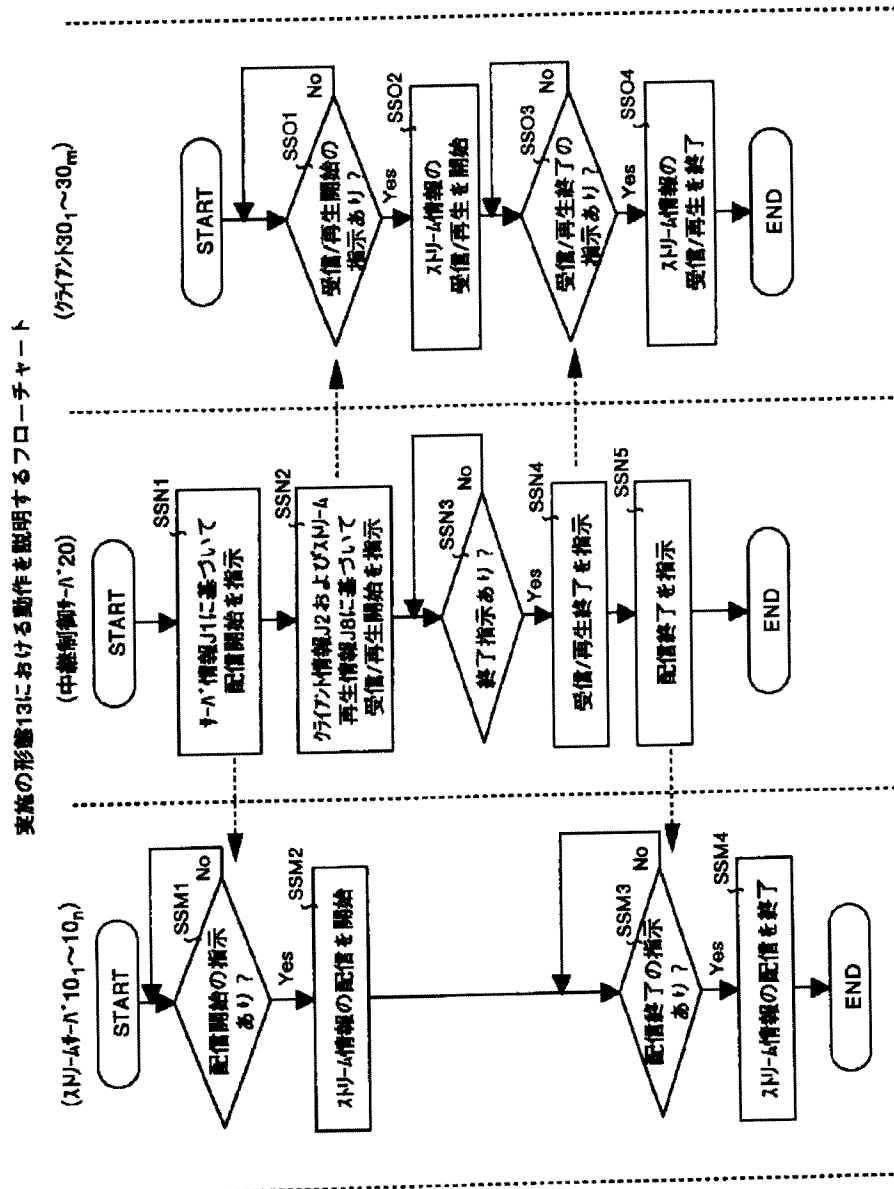 実施の形態13における動作を説明するフローチャート
(ストリームサーバ10₁～10ₙ)
START
SSM1
配信開始の指示
あり?
No
Yes
SSM2
ストリーム情報の配信を開始
SSM3
配信終了の指示
あり?
No
Yes
SSM4
ストリーム情報の配信を終了
END
(中継制御サーバ20)
START
SSN1
サーバ情報J1に基づいて
配信開始を指示
SSN2
クライアント情報J2およびストリーム
再生情報J8に基づいて
受信/再生開始を指示
SSN3
終了指示あり?
No
Yes
SSN4
受信/再生終了を指示
SSN5
配信終了を指示
END
(クライアント30₁～30ₘ)
START
SSO1
受信/再生開始の
指示あり?
No
Yes
SSO2
ストリーム情報の
受信/再生を開始
SSO3
受信/再生終了の
指示あり?
No
Yes
SSO4
ストリーム情報の
受信/再生を終了
END